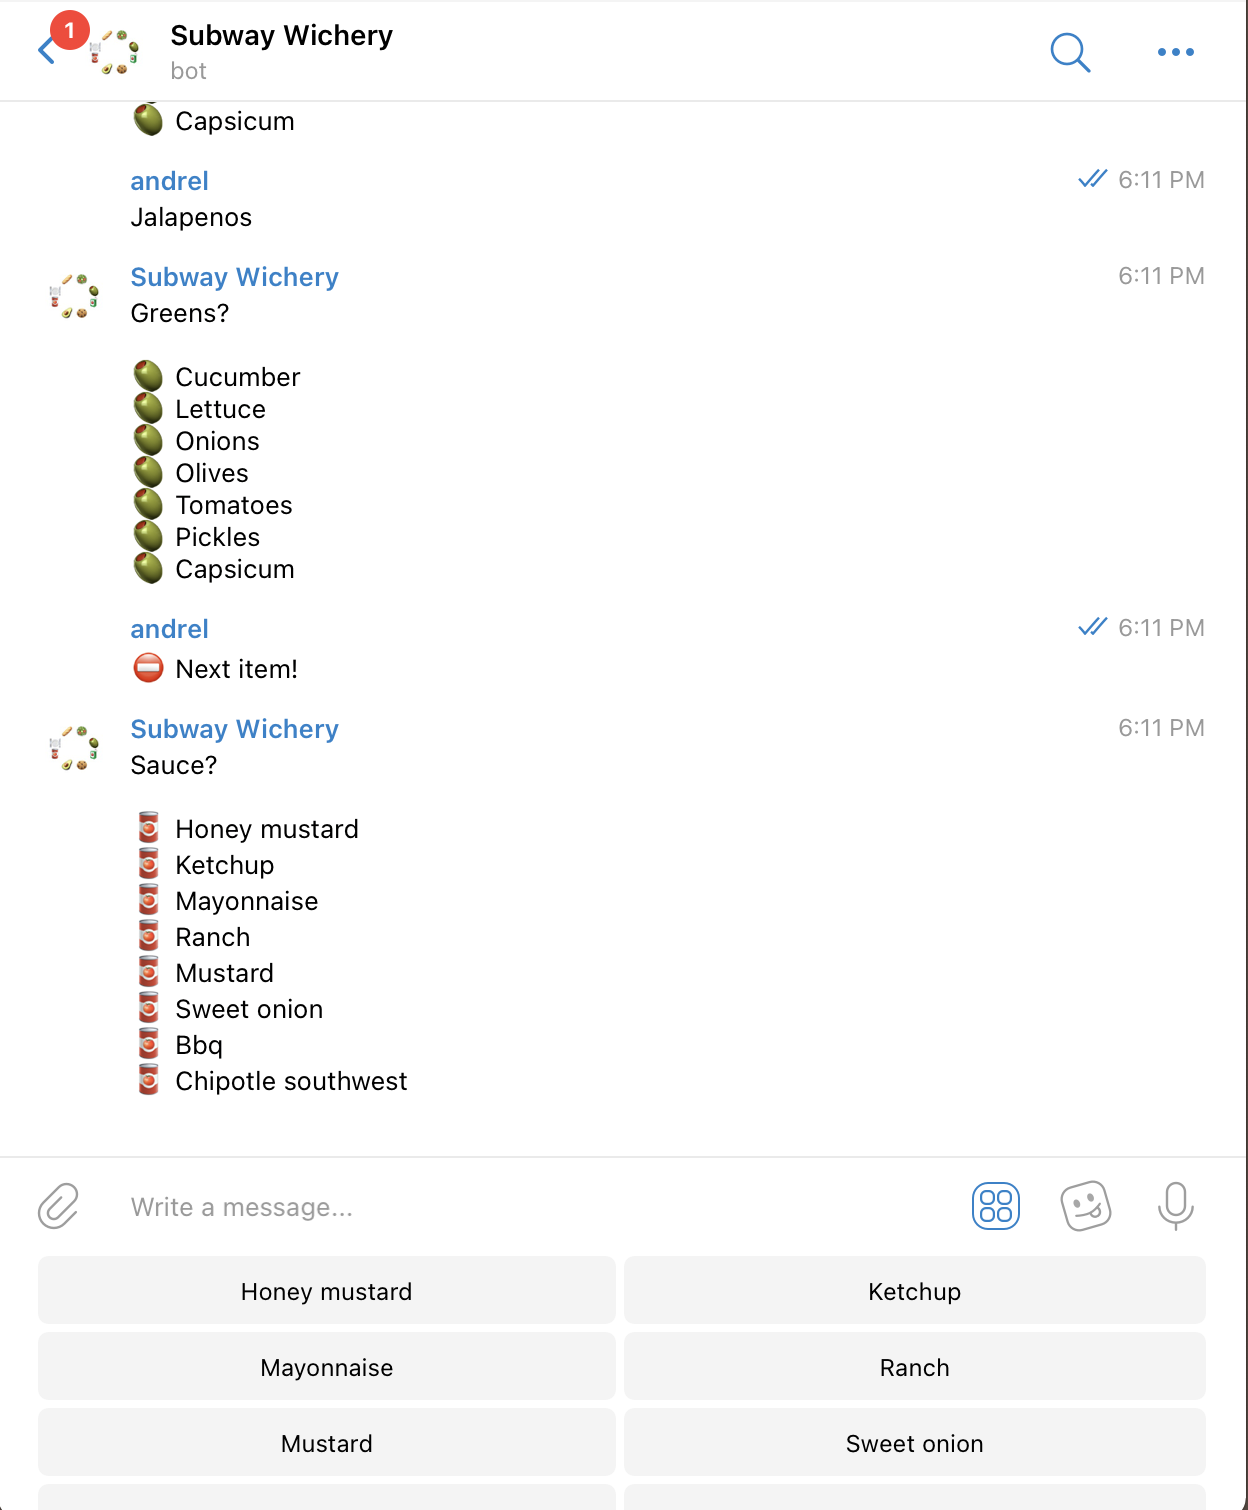 1
Subway Wichery
bot
Capsicum
andrel
6:11 PM
Jalapenos
Subway Wichery
6:11 PM
Greens?
Cucumber
Lettuce
Onions
Olives
Tomatoes
Pickles
Capsicum
andrel
6:11 PM
Next item!
Subway Wichery
6:11 PM
Sauce?
Honey mustard
Ketchup
Mayonnaise
Ranch
Mustard
Sweet onion
Bbq
Chipotle southwest
Write a message...
Honey mustard
Ketchup
Mayonnaise
Ranch
Mustard
Sweet onion